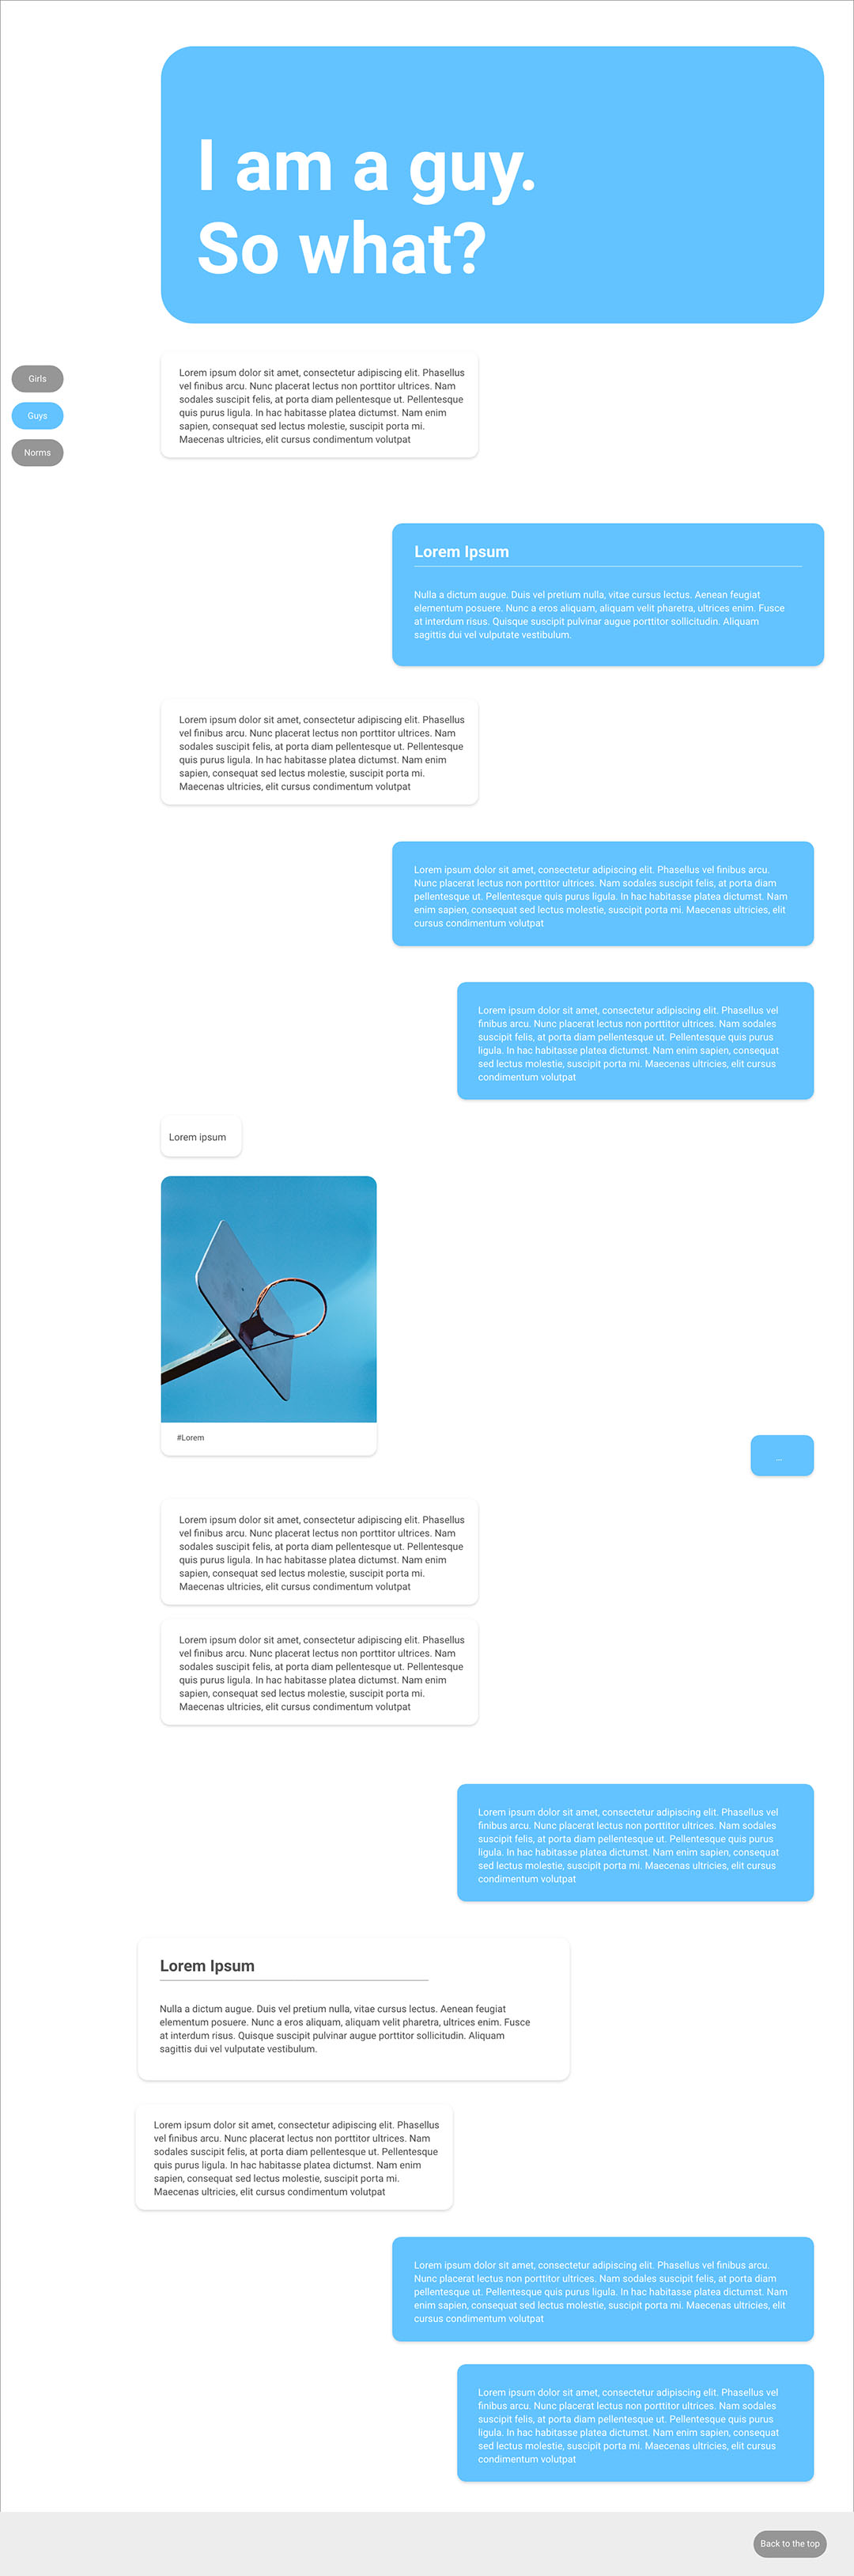 I am a guy.
So what?
Girls
Guys
Norms
Lorem ipsum dolor sit amet, consectetur adipiscing elit. Phasellus
vel finibus arcu. Nunc placerat lectus non porttitor ultrices. Nam
sodales suscipit felis, at porta diam pellentesque ut. Pellentesque
quis purus ligula. In hac habitasse platea dictumst. Nam enim
sapien, consequat sed lectus molestie, suscipit porta mi.
Maecenas ultricies, elit cursus condimentum volutpat
Lorem Ipsum
Nulla a dictum augue. Duis vel pretium nulla, vitae cursus lectus. Aenean feugiat
elementum posuere. Nunc a eros aliquam, aliquam velit pharetra, ultrices enim. Fusce
at interdum risus. Quisque suscipit pulvinar augue porttitor sollicitudin. Aliquam
sagittis dui vel vulputate vestibulum.
Lorem ipsum dolor sit amet, consectetur adipiscing elit. Phasellus
vel finibus arcu. Nunc placerat lectus non porttitor ultrices. Nam
sodales suscipit felis, at porta diam pellentesque ut. Pellentesque
quis purus ligula. In hac habitasse platea dictumst. Nam enim
sapien, consequat sed lectus molestie, suscipit porta mi.
Maecenas ultricies, elit cursus condimentum volutpat
Lorem ipsum dolor sit amet, consectetur adipiscing elit. Phasellus vel finibus arcu.
Nunc placerat lectus non porttitor ultrices. Nam sodales suscipit felis, at porta diam
pellentesque ut. Pellentesque quis purus ligula. In hac habitasse platea dictumst. Nam
enim sapien, consequat sed lectus molestie, suscipit porta mi. Maecenas ultricies, elit
cursus condimentum volutpat
Lorem ipsum dolor sit amet, consectetur adipiscing elit. Phasellus vel
finibus arcu. Nunc placerat lectus non porttitor ultrices. Nam sodales
suscipit felis, at porta diam pellentesque ut. Pellentesque quis purus
ligula. In hac habitasse platea dictumst. Nam enim sapien, consequat
sed lectus molestie, suscipit porta mi. Maecenas ultricies, elit cursus
condimentum volutpat
Lorem ipsum
#Lorem
...
Lorem ipsum dolor sit amet, consectetur adipiscing elit. Phasellus
vel finibus arcu. Nunc placerat lectus non porttitor ultrices. Nam
sodales suscipit felis, at porta diam pellentesque ut. Pellentesque
quis purus ligula. In hac habitasse platea dictumst. Nam enim
sapien, consequat sed lectus molestie, suscipit porta mi.
Maecenas ultricies, elit cursus condimentum volutpat
Lorem ipsum dolor sit amet, consectetur adipiscing elit. Phasellus
vel finibus arcu. Nunc placerat lectus non porttitor ultrices. Nam
sodales suscipit felis, at porta diam pellentesque ut. Pellentesque
quis purus ligula. In hac habitasse platea dictumst. Nam enim
sapien, consequat sed lectus molestie, suscipit porta mi.
Maecenas ultricies, elit cursus condimentum volutpat
Lorem ipsum dolor sit amet, consectetur adipiscing elit. Phasellus vel
finibus arcu. Nunc placerat lectus non porttitor ultrices. Nam sodales
suscipit felis, at porta diam pellentesque ut. Pellentesque quis purus
ligula. In hac habitasse platea dictumst. Nam enim sapien, consequat
sed lectus molestie, suscipit porta mi. Maecenas ultricies, elit cursus
condimentum volutpat
Lorem Ipsum
Nulla a dictum augue. Duis vel pretium nulla, vitae cursus lectus. Aenean feugiat
elementum posuere. Nunc a eros aliquam, aliquam velit pharetra, ultrices enim. Fusce
at interdum risus. Quisque suscipit pulvinar augue porttitor sollicitudin. Aliquam
sagittis dui vel vulputate vestibulum.
Lorem ipsum dolor sit amet, consectetur adipiscing elit. Phasellus
vel finibus arcu. Nunc placerat lectus non porttitor ultrices. Nam
sodales suscipit felis, at porta diam pellentesque ut. Pellentesque
quis purus ligula. In hac habitasse platea dictumst. Nam enim
sapien, consequat sed lectus molestie, suscipit porta mi.
Maecenas ultricies, elit cursus condimentum volutpat
Lorem ipsum dolor sit amet, consectetur adipiscing elit. Phasellus vel finibus arcu.
Nunc placerat lectus non porttitor ultrices. Nam sodales suscipit felis, at porta diam
pellentesque ut. Pellentesque quis purus ligula. In hac habitasse platea dictumst. Nam
enim sapien, consequat sed lectus molestie, suscipit porta mi. Maecenas ultricies, elit
cursus condimentum volutpat
Lorem ipsum dolor sit amet, consectetur adipiscing elit. Phasellus vel
finibus arcu. Nunc placerat lectus non porttitor ultrices. Nam sodales
suscipit felis, at porta diam pellentesque ut. Pellentesque quis purus
ligula. In hac habitasse platea dictumst. Nam enim sapien, consequat
sed lectus molestie, suscipit porta mi. Maecenas ultricies, elit cursus
condimentum volutpat
Back to the top